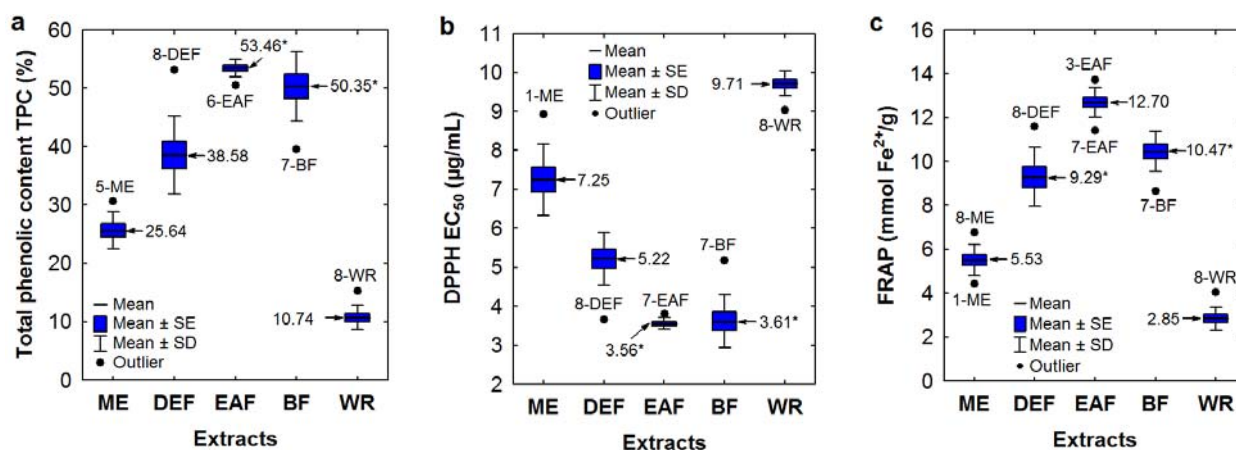 a
Total phenolic content TPC (%)
60
50
40
30
20
10
0
8-DEF
53.46*
6-EAF
50.35*
7-BF
38.58
5-ME
25.64
8-WR
10.74
Mean
Mean ± SE
Mean ± SD
Outlier
ME DEF EAF BF WR
Extracts
b
DPPH EC50 (µg/mL)
11
10
9
8
7
6
5
4
3
2
Mean
Mean ± SE
Mean ± SD
Outlier
9.71
8-WR
1-ME
7.25
5.22
7-BF
8-DEF
7-EAF
3.56*
3.61*
ME DEF EAF BF WR
Extracts
c
FRAP (mmol Fe2+/g)
16
14
12
10
8
6
4
2
0
3-EAF
12.70
8-DEF
7-EAF
10.47*
9.29*
7-BF
8-ME
5.53
1-ME
8-WR
2.85
Mean
Mean ± SE
Mean ± SD
Outlier
ME DEF EAF BF WR
Extracts